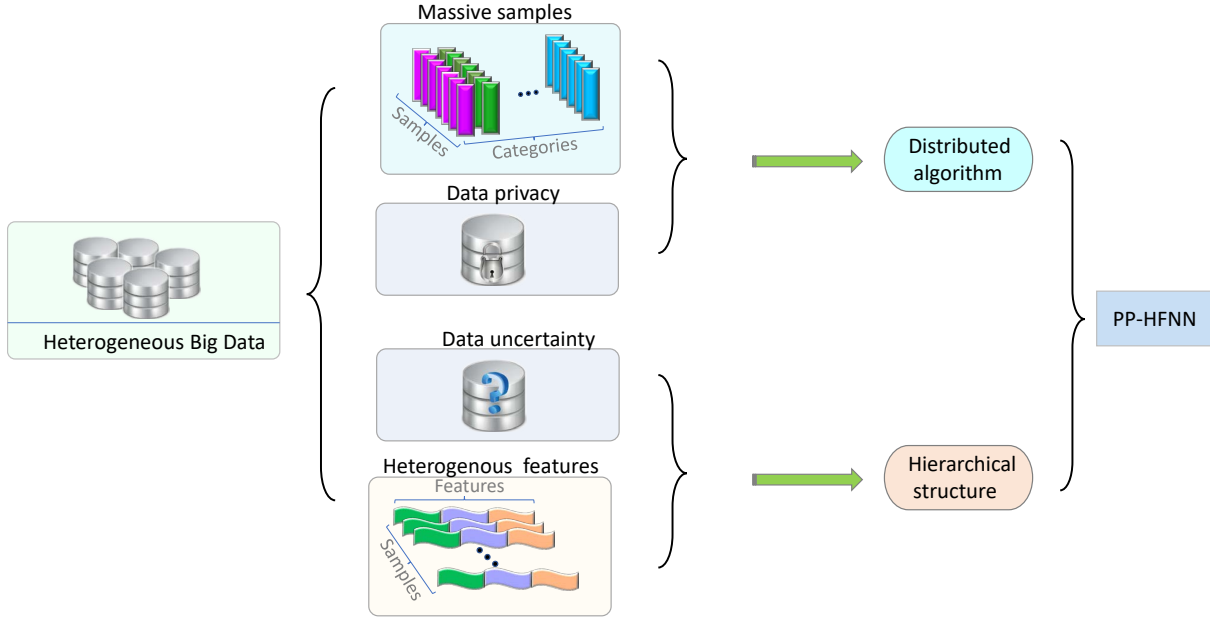 Massive samples
Samples
Categories
Data privacy
Heterogeneous Big Data
Data uncertainty
Heterogenous features
Features
Samples
Distributed
algorithm
Hierarchical
structure
PP-HFNN